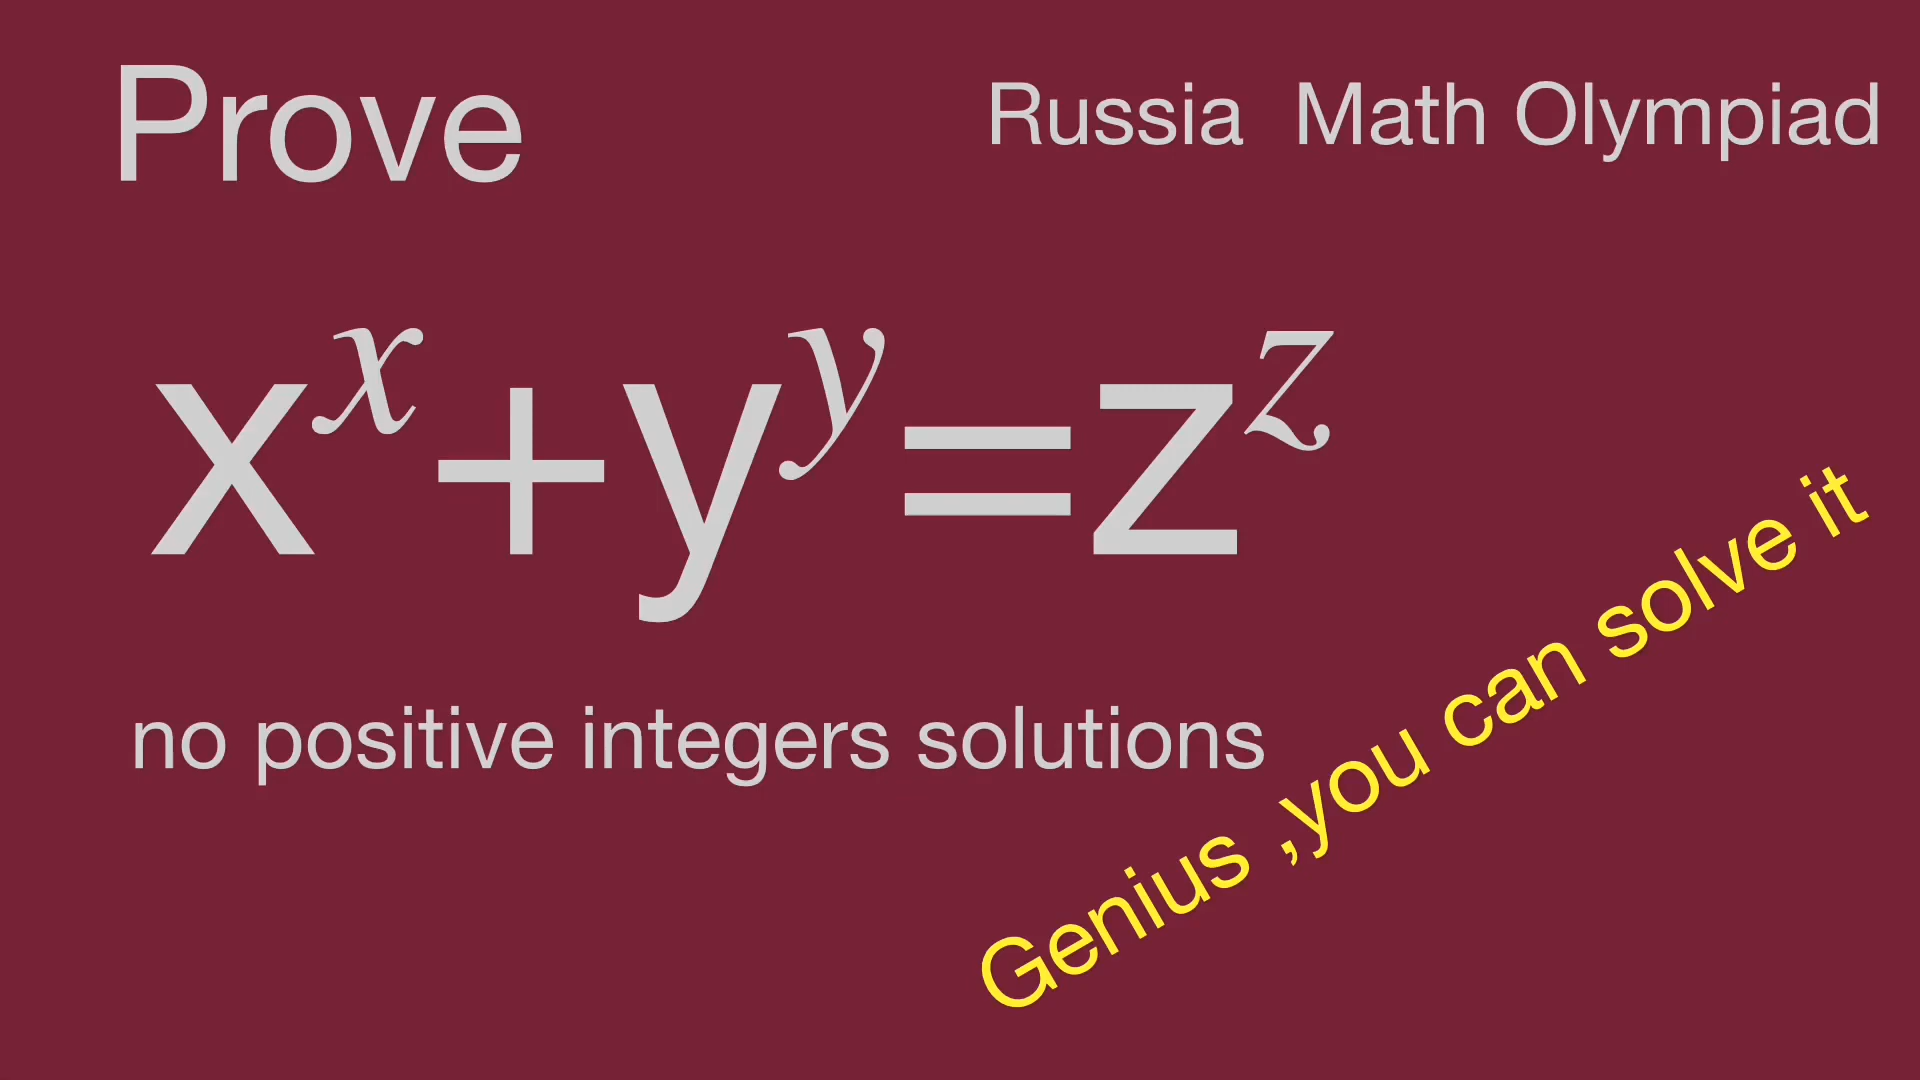 Prove
Russia Math Olympiad
x^x+y^y=z^z
no positive integers solutions
Genius ,you can solve it